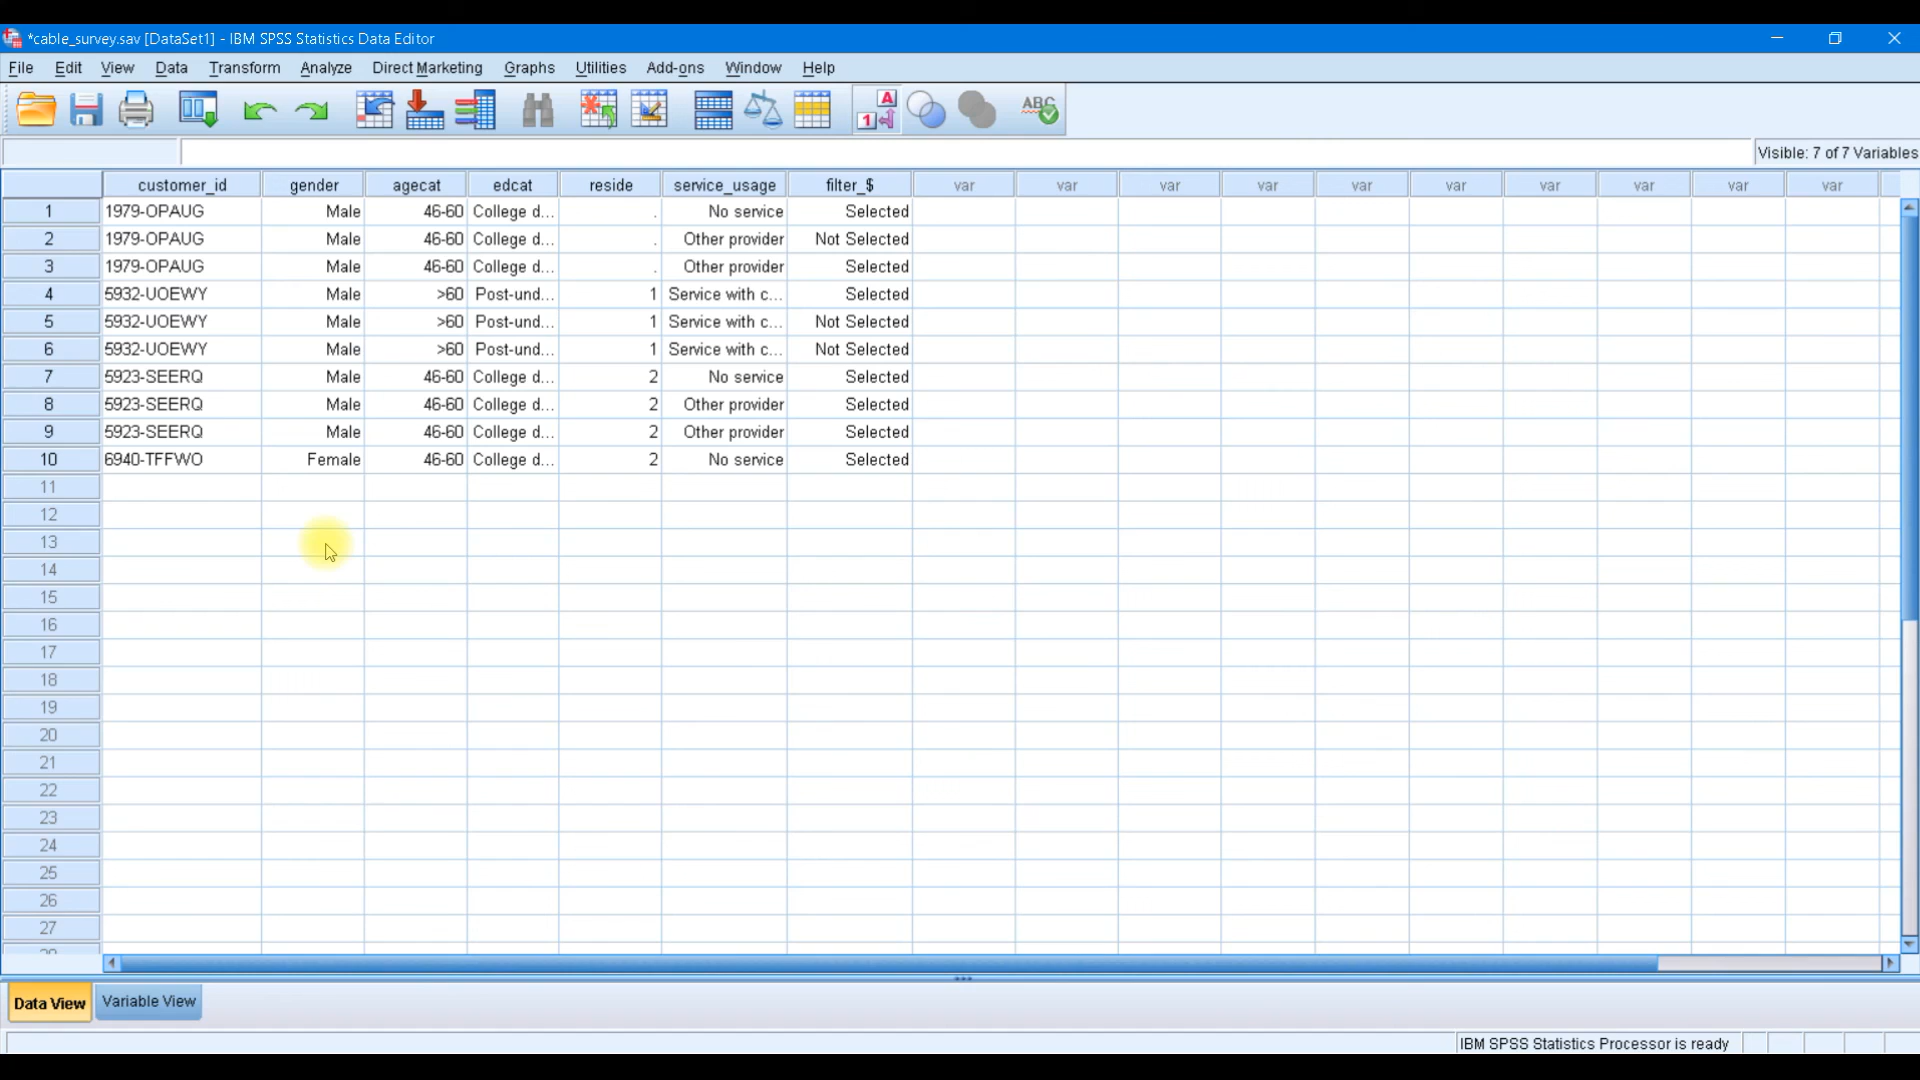 *cable_survey.sav [DataSet1] - IBM SPSS Statistics Data Editor
File Edit View Data Transform Analyze Direct Marketing Graphs Utilities Add-ons Window Help
A
1
ABC
Visible: 7 of 7 Variables
customer_id gender agecat edcat reside service_usage filter_$ var var var var var var var var var var
1 1979-OPAUG Male 46-60 College d... . No service Selected
2 1979-OPAUG Male 46-60 College d... . Other provider Not Selected
3 1979-OPAUG Male 46-60 College d... . Other provider Selected
4 5932-UOEWY Male >60 Post-und... 1 Service with c... Selected
5 5932-UOEWY Male >60 Post-und... 1 Service with c... Not Selected
6 5932-UOEWY Male >60 Post-und... 1 Service with c... Not Selected
7 5923-SEERQ Male 46-60 College d... 2 No service Selected
8 5923-SEERQ Male 46-60 College d... 2 Other provider Selected
9 5923-SEERQ Male 46-60 College d... 2 Other provider Selected
10 6940-TFFWO Female 46-60 College d... 2 No service Selected
11
12
13
14
15
16
17
18
19
20
21
22
23
24
25
26
27
Data View Variable View
IBM SPSS Statistics Processor is ready